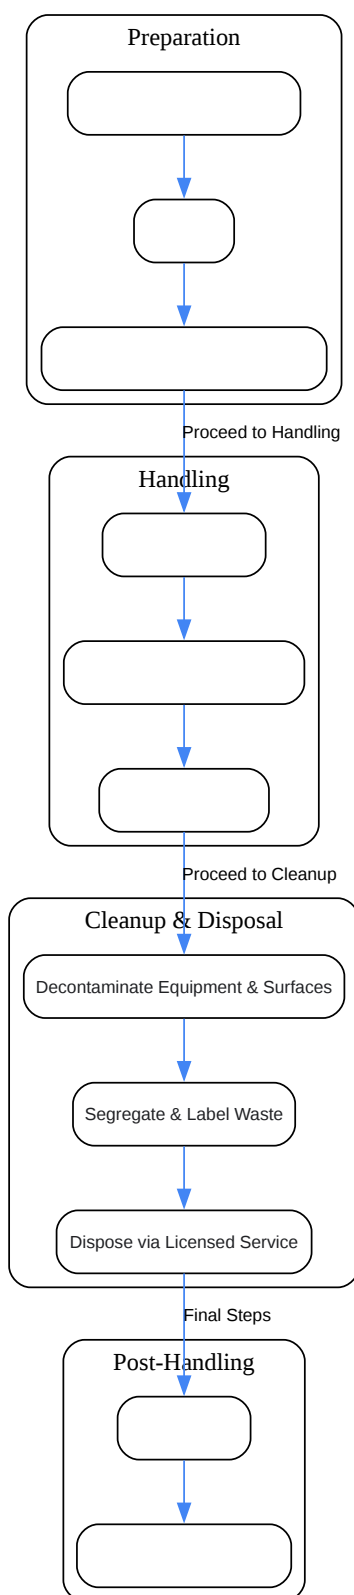 Preparation
Proceed to Handling
Handling
Proceed to Cleanup
Cleanup & Disposal
Decontaminate Equipment & Surfaces
Segregate & Label Waste
Dispose via Licensed Service
Final Steps
Post-Handling